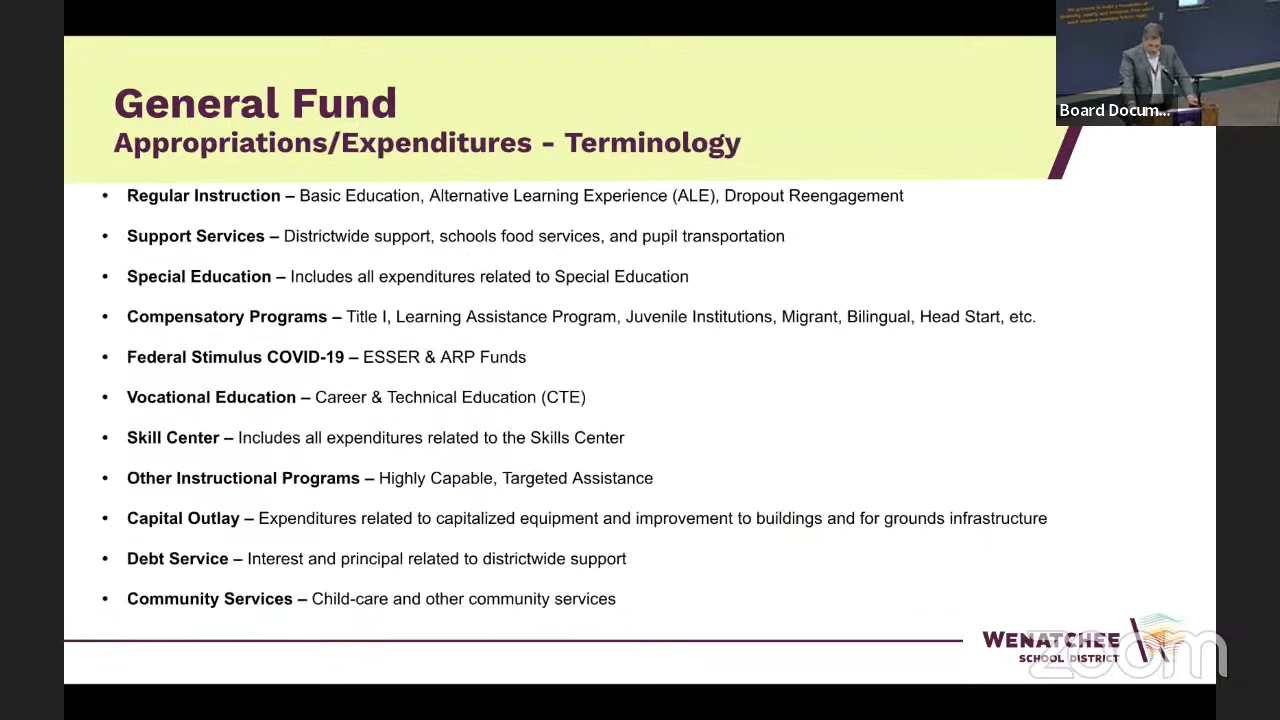 General Fund
Appropriations/Expenditures - Terminology
Board Docum...
• Regular Instruction – Basic Education, Alternative Learning Experience (ALE), Dropout Reengagement
• Support Services – Districtwide support, schools food services, and pupil transportation
• Special Education – Includes all expenditures related to Special Education
• Compensatory Programs – Title I, Learning Assistance Program, Juvenile Institutions, Migrant, Bilingual, Head Start, etc.
• Federal Stimulus COVID-19 – ESSER & ARP Funds
• Vocational Education – Career & Technical Education (CTE)
• Skill Center – Includes all expenditures related to the Skills Center
• Other Instructional Programs – Highly Capable, Targeted Assistance
• Capital Outlay – Expenditures related to capitalized equipment and improvement to buildings and for grounds infrastructure
• Debt Service – Interest and principal related to districtwide support
• Community Services – Child-care and other community services
WENATCHEE
SCHOOL DISTRICT
zoom